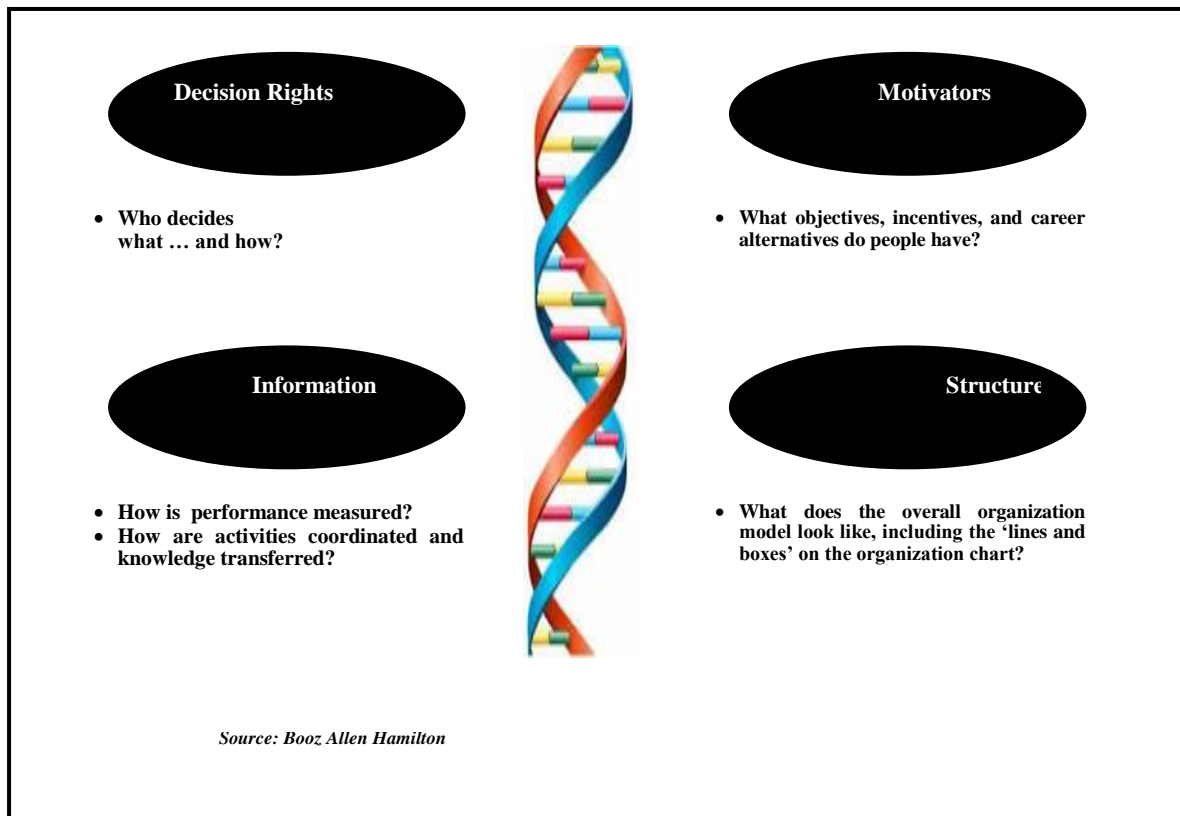 Decision Rights
• Who decides
what … and how?
Motivators
• What objectives, incentives, and career
alternatives do people have?
Information
• How is performance measured?
• How are activities coordinated and
knowledge transferred?
Structure
• What does the overall organization
model look like, including the ‘lines and
boxes’ on the organization chart?
Source: Booz Allen Hamilton